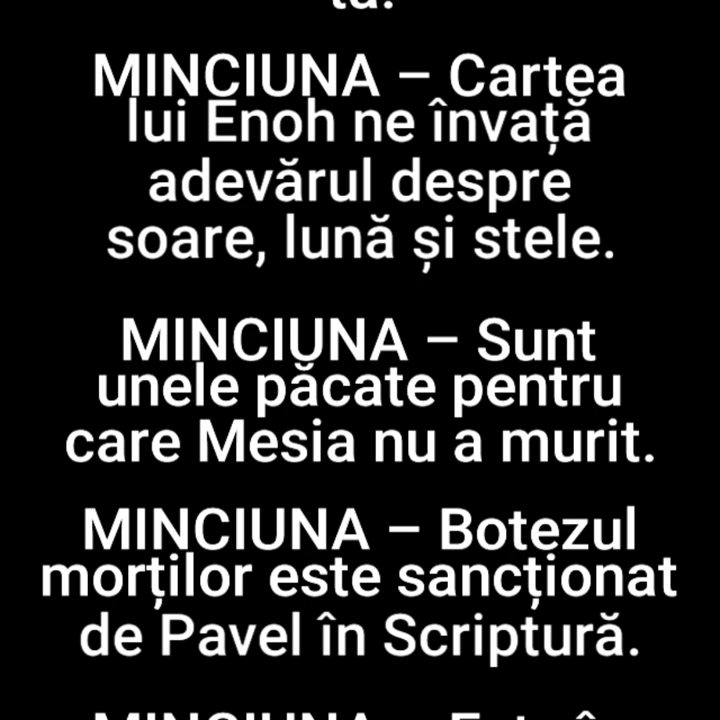 MINCIUNA – Cartea
lui Enoh ne învață
adevărul despre
soare, lună și stele.
MINCIUNA – Sunt
unele păcate pentru
care Mesia nu a murit.
MINCIUNA – Botezul
morților este sancționat
de Pavel în Scriptură.